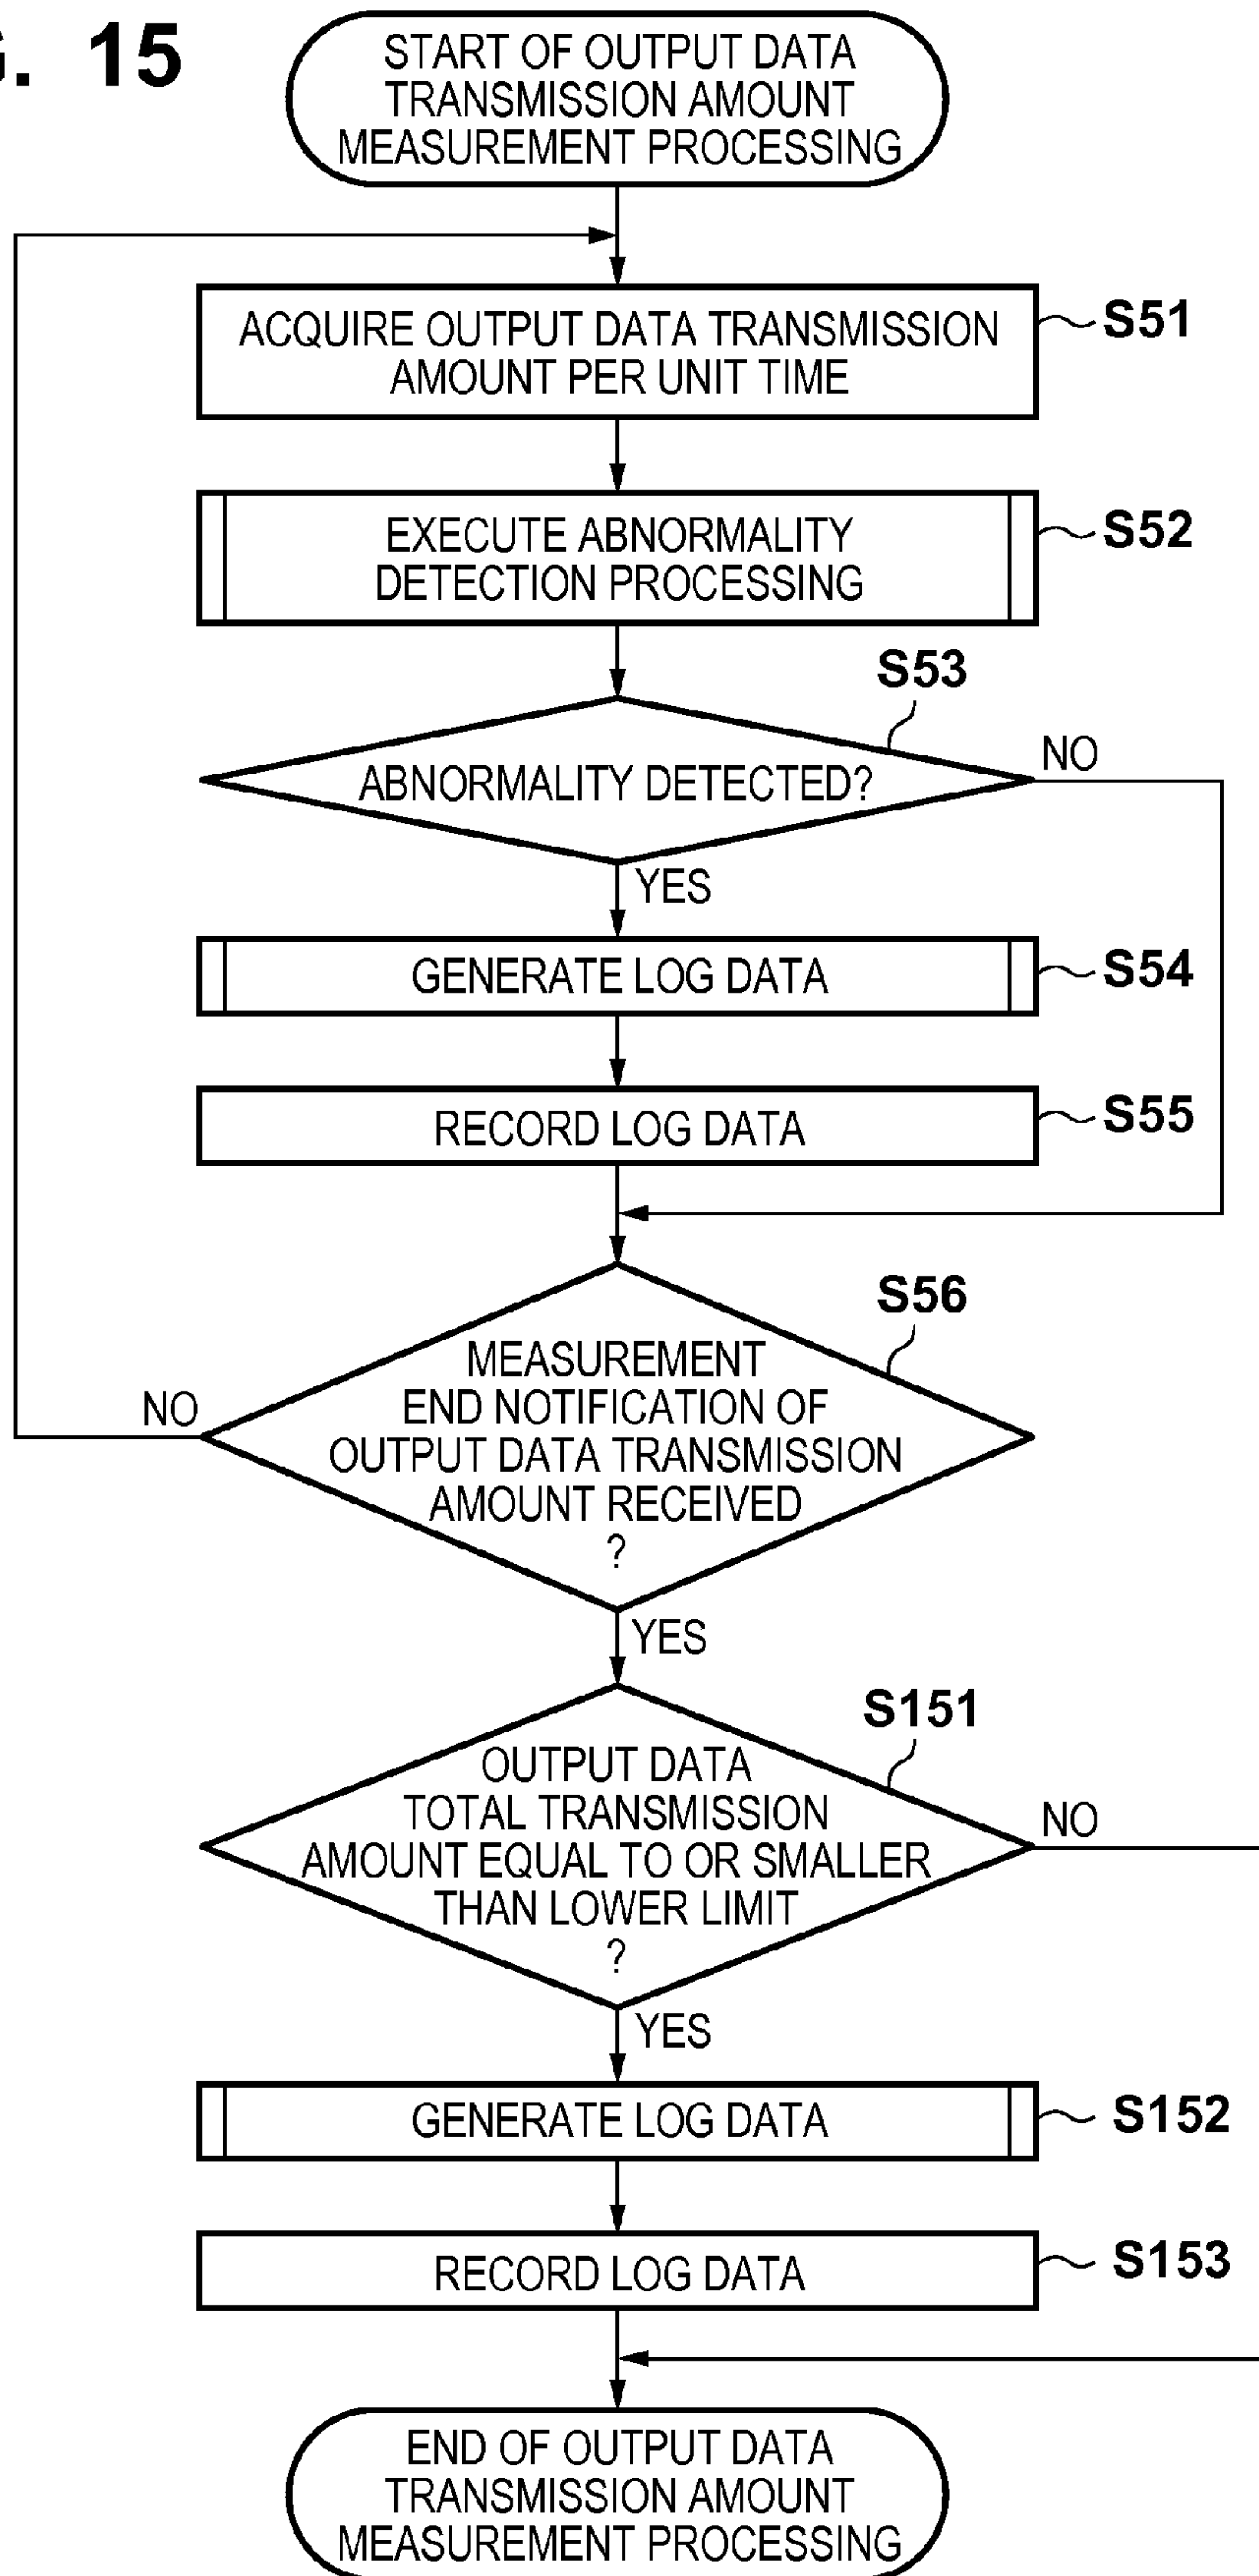 . 15
START OF OUTPUT DATA
TRANSMISSION AMOUNT
MEASUREMENT PROCESSING
ACQUIRE OUTPUT DATA TRANSMISSION
AMOUNT PER UNIT TIME
S51
EXECUTE ABNORMALITY
DETECTION PROCESSING
S52
S53
ABNORMALITY DETECTED?
NO
YES
GENERATE LOG DATA
S54
RECORD LOG DATA
S55
S56
MEASUREMENT
END NOTIFICATION OF
OUTPUT DATA TRANSMISSION
AMOUNT RECEIVED
?
NO
YES
S151
OUTPUT DATA
TOTAL TRANSMISSION
AMOUNT EQUAL TO OR SMALLER
THAN LOWER LIMIT
?
NO
YES
GENERATE LOG DATA
S152
RECORD LOG DATA
S153
END OF OUTPUT DATA
TRANSMISSION AMOUNT
MEASUREMENT PROCESSING